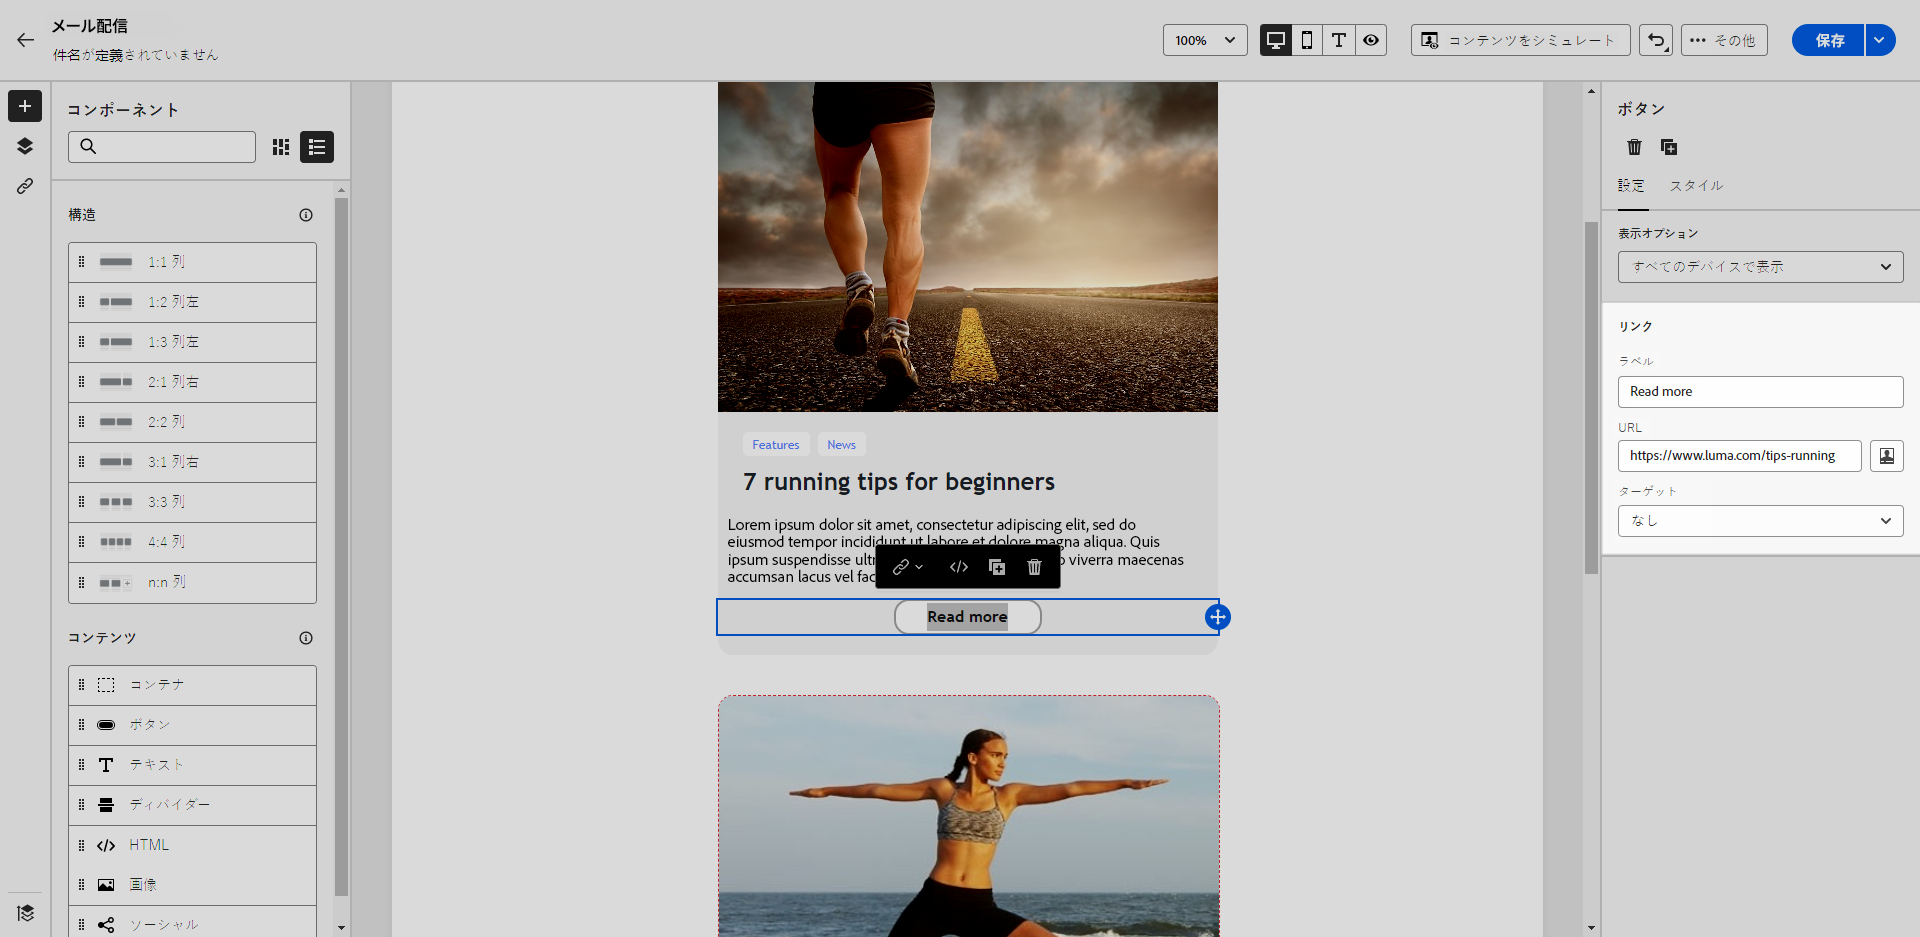 メール配信
件名が定義されていません
100%
コンテンツをシミュレート
その他
保存
コンポーネント
構造
1:1 列
1:2 列左
1:3 列左
2:1 列右
2:2 列
3:1 列右
3:3 列
4:4 列
n:n 列
コンテンツ
コンテナ
ボタン
テキスト
ディバイダー
HTML
画像
ソーシャル
Features
News
7 running tips for beginners
Lorem ipsum dolor sit amet, consectetur adipiscing elit, sed do
eiusmod tempor incididunt ut labore et dolore magna aliqua. Quis
ipsum suspendisse viverra maecenas
accumsan lacus vel
Read more
ボタン
設定
スタイル
表示オプション
すべてのデバイスで表示
リンク
ラベル
Read more
URL
https://www.luma.com/tips-running
ターゲット
なし